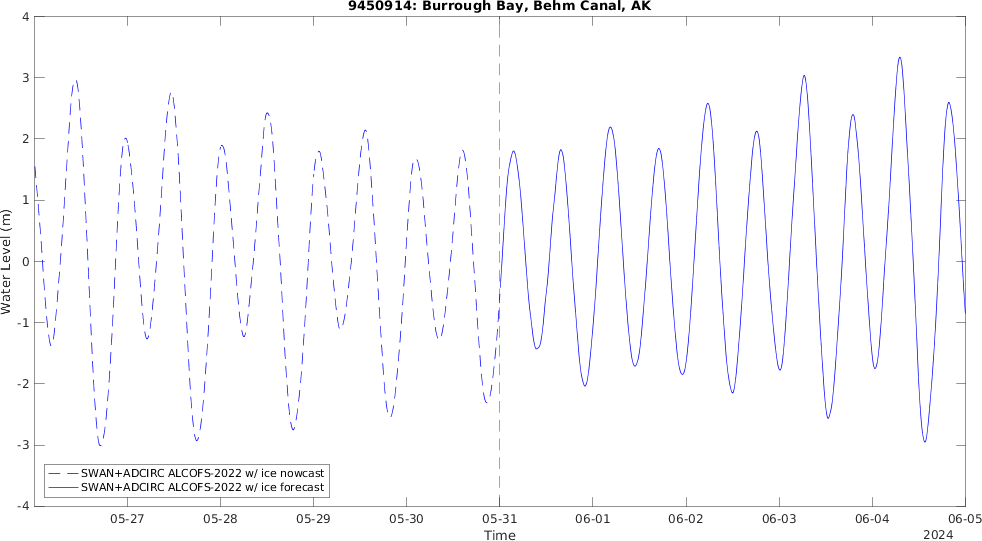 9450914: Burrough Bay, Behm Canal, AK
4
3
2
1
0
-1
-2
-3
-4
Water Level (m)
SWAN+ADCIRC ALCOFS-2022 w/ ice nowcast
SWAN+ADCIRC ALCOFS-2022 w/ ice forecast
05-27 05-28 05-29 05-30 05-31 06-01 06-02 06-03 06-04 06-05
Time
2024